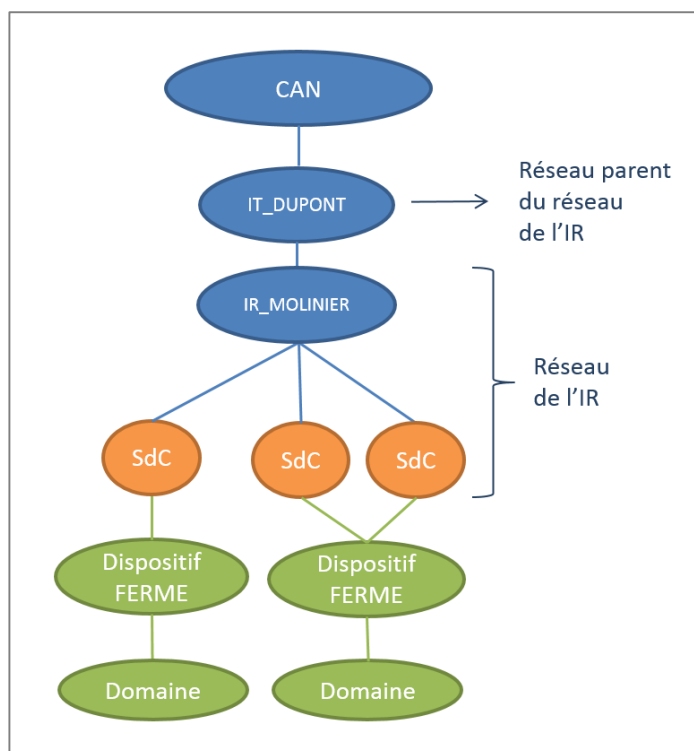 CAN
IT_DUPONT
Réseau parent
du réseau
de l’IR
IR_MOLINIER
Réseau
de l’IR
SdC
SdC
SdC
Dispositif
FERME
Dispositif
FERME
Domaine
Domaine